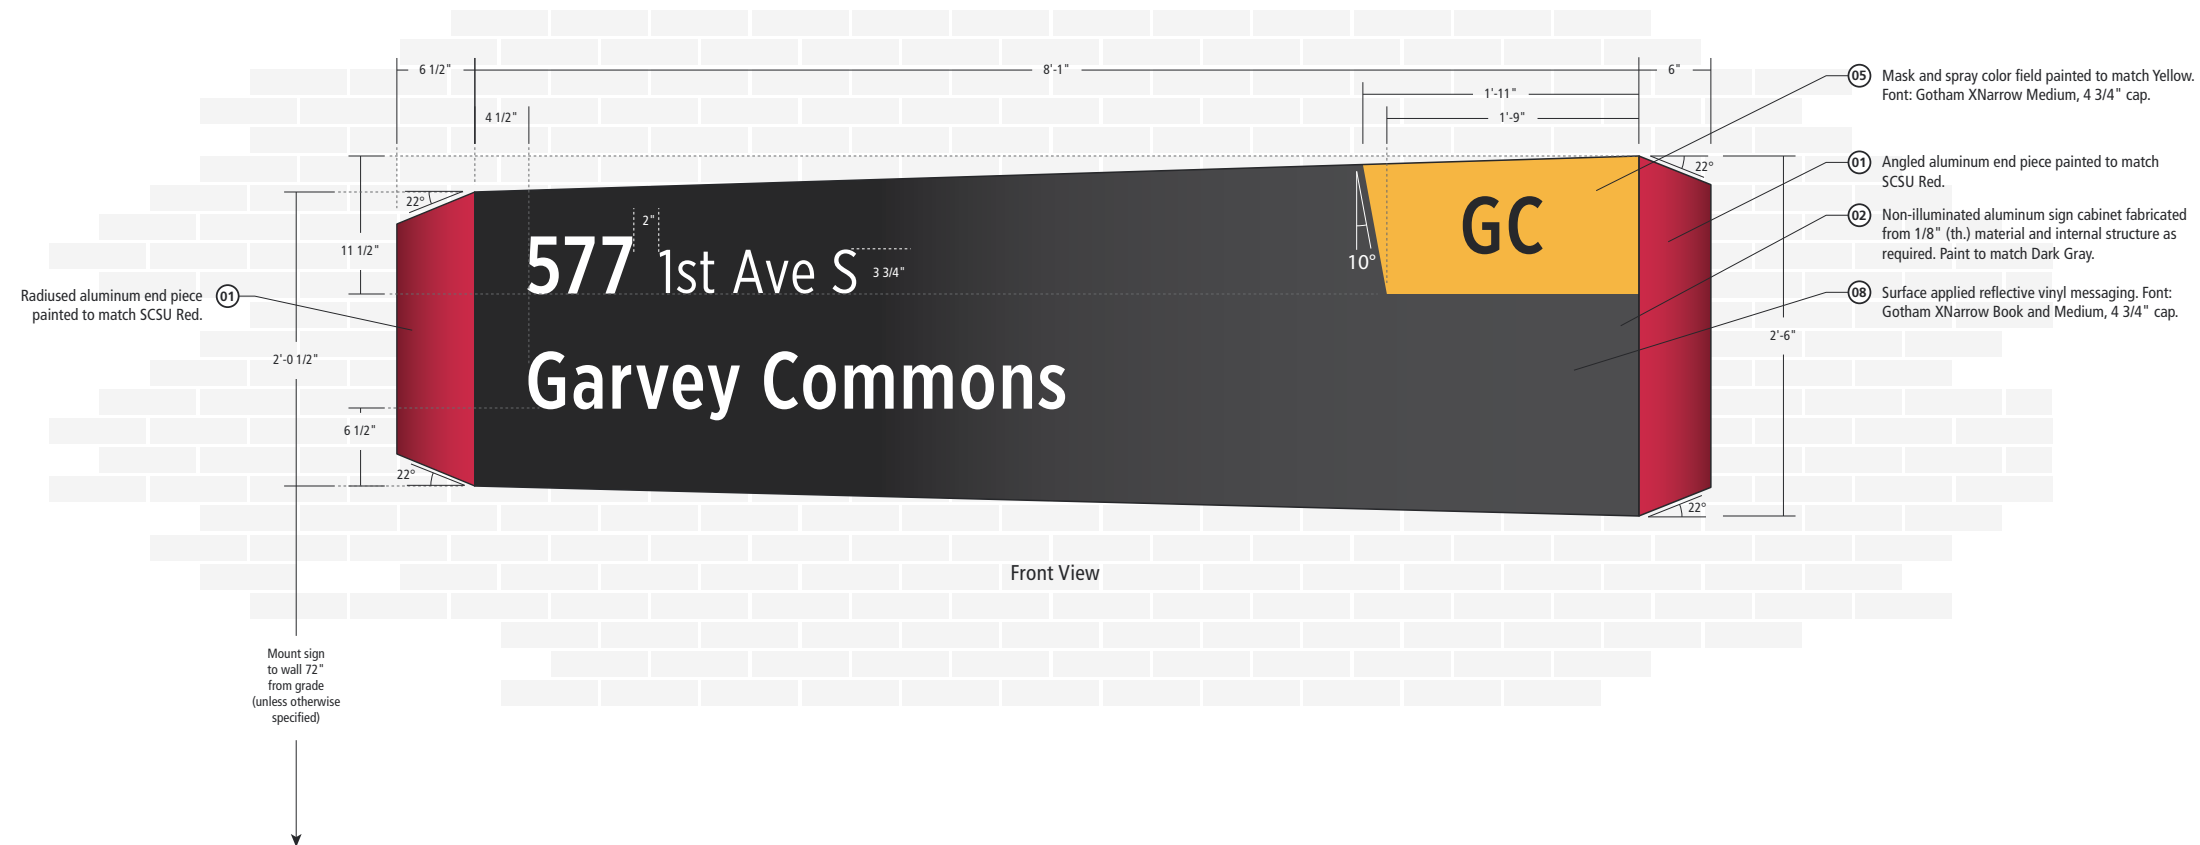 6 1/2"
8'-1"
6"
1'-11"
4 1/2"
1'-9"
05
Mask and spray color field painted to match Yellow.
Font: Gotham XNarrow Medium, 4 3/4" cap.
22°
01
Angled aluminum end piece painted to match
SCSU Red.
22°
2"
GC
02
Non-illuminated aluminum sign cabinet fabricated
from 1/8" (th.) material and internal structure as
required. Paint to match Dark Gray.
11 1/2"
577 1st Ave S
3 3/4"
10°
Radiused aluminum end piece
painted to match SCSU Red.
01
08
Surface applied reflective vinyl messaging. Font:
Gotham XNarrow Book and Medium, 4 3/4" cap.
2'-6"
2'-0 1/2"
Garvey Commons
6 1/2"
22°
22°
Front View
Mount sign
to wall 72"
from grade
(unless otherwise
specified)